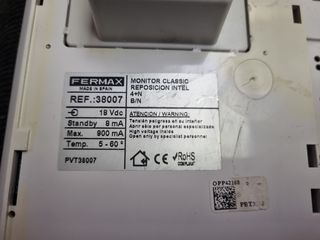 FERMAX
MADE IN SPAIN
REF.:38007
18 Vdc
Standby 8 mA
Max. 900 mA
Temp. 5 - 60º
PVT38007
MONITOR CLASSIC
REPOSICION INTEL
4+N
B/N
ATENCION / WARNING:
Tensión peligrosa en su interior
Abrir sólo por personal especializado
High voltage inside
Open only by specialist personnel
CE
RoHS
COMPLIANT